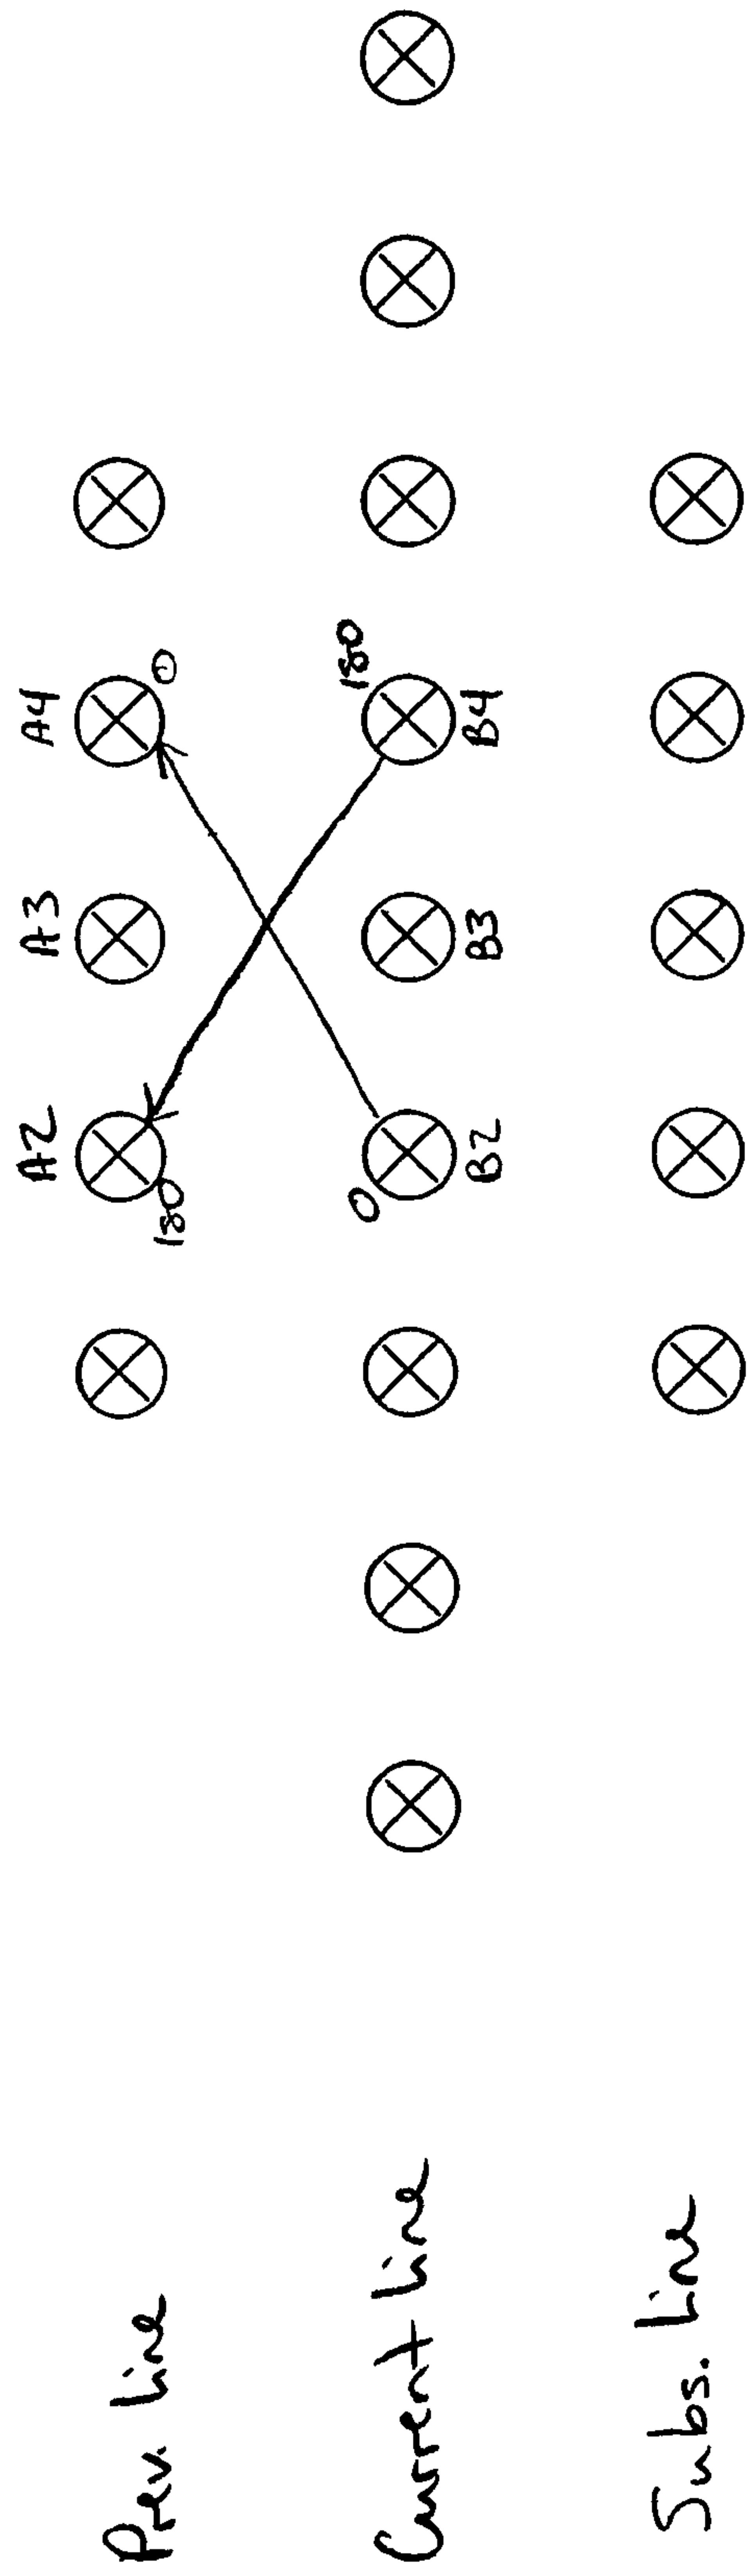 A2 A3 A4
180 0
Prev. Line
0 180
Current Line
B2 B3 B4
Subs. Line